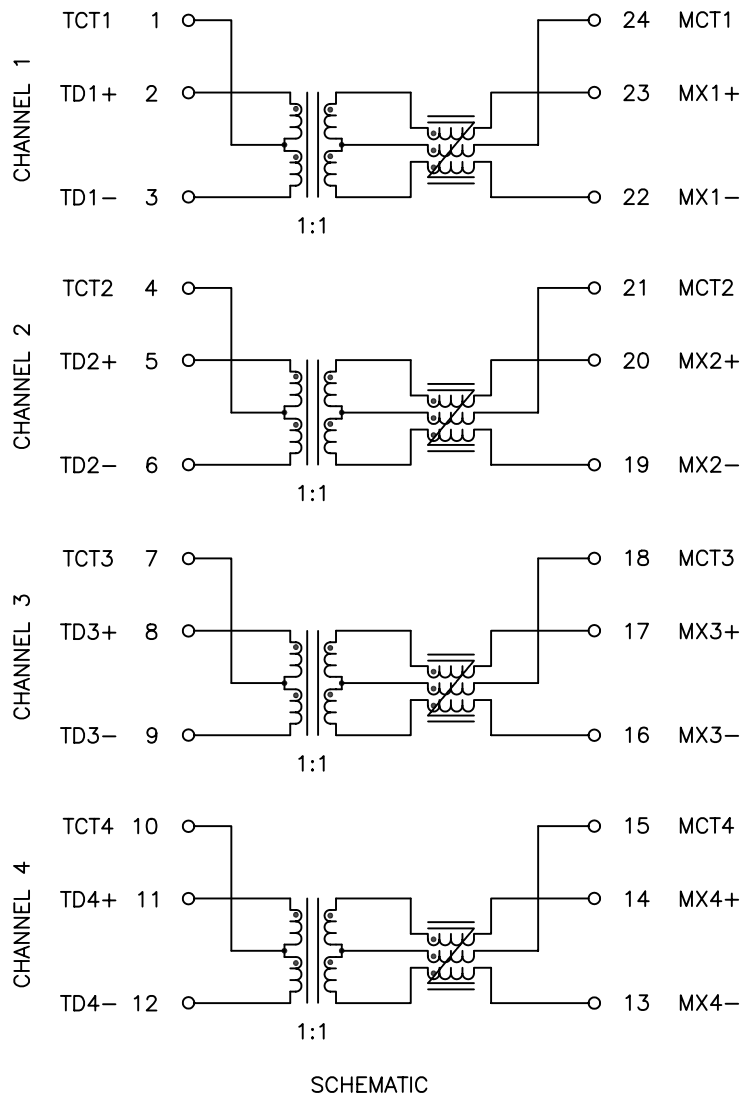 CHANNEL 1
TCT1 1 24 MCT1
TD1+ 2 23 MX1+
TD1- 3 22 MX1-
1:1
CHANNEL 2
TCT2 4 21 MCT2
TD2+ 5 20 MX2+
TD2- 6 19 MX2-
1:1
CHANNEL 3
TCT3 7 18 MCT3
TD3+ 8 17 MX3+
TD3- 9 16 MX3-
1:1
CHANNEL 4
TCT4 10 15 MCT4
TD4+ 11 14 MX4+
TD4- 12 13 MX4-
1:1
SCHEMATIC